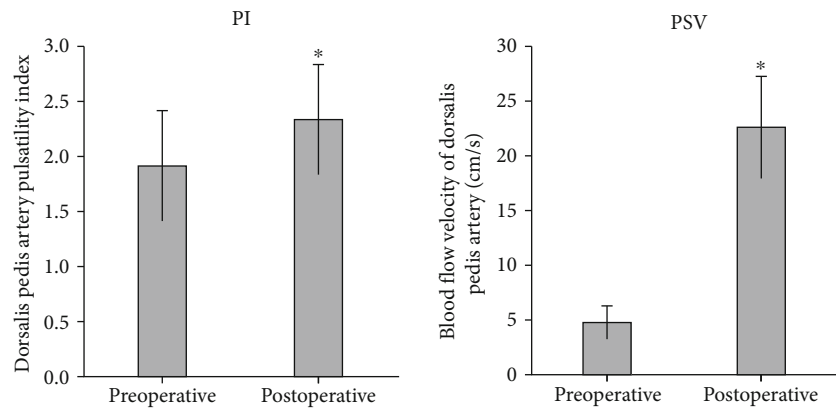 PI
Dorsalis pedis artery pulsatility index
3.0
2.5
2.0
1.5
1.0
0.5
0.0
*
Preoperative
Postoperative
PSV
Blood flow velocity of dorsalis
pedis artery (cm/s)
30
25
20
15
10
5
0
*
Preoperative
Postoperative